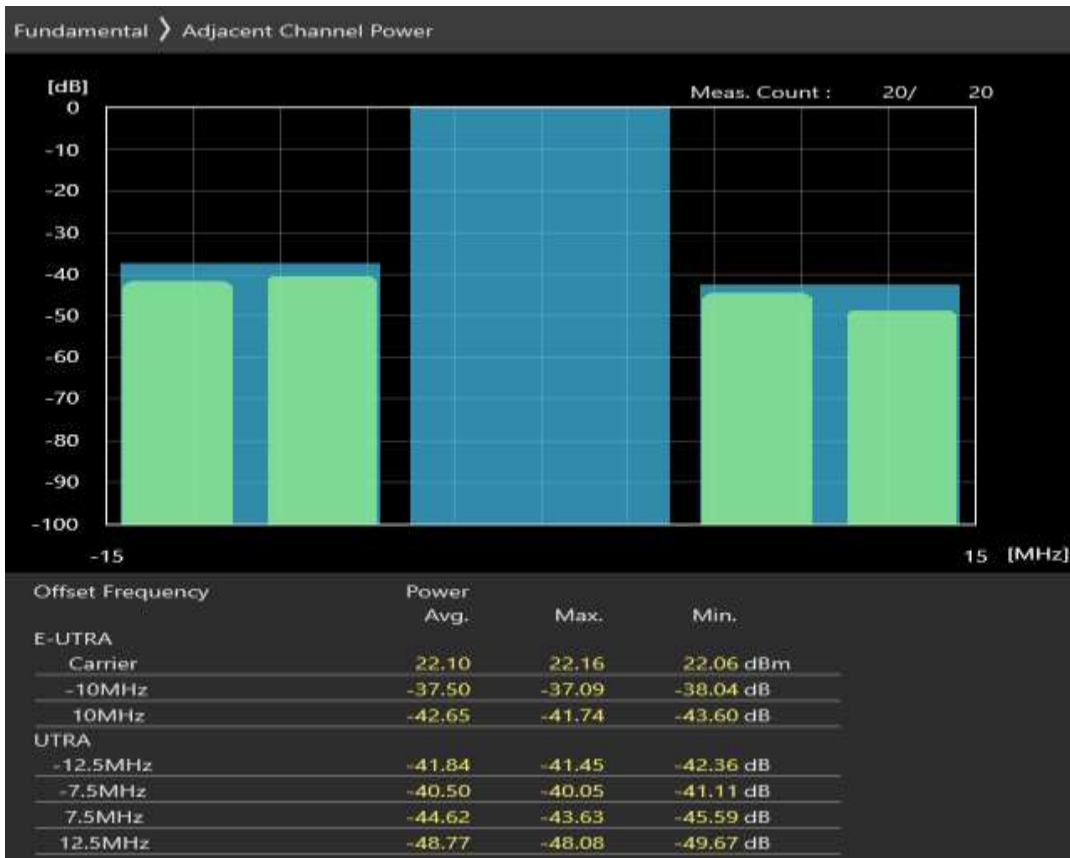 Fundamental 〉 Adjacent Channel Power
[dB]
Meas. Count : 20/ 20
0
-10
-20
-30
-40
-50
-60
-70
-80
-90
-100
-15 15 [MHz]
Offset Frequency Power
Avg. Max. Min.
E-UTRA
Carrier 22.10 22.16 22.06 dBm
-10MHz -37.50 -37.09 -38.04 dB
10MHz -42.65 -41.74 -43.60 dB
UTRA
-12.5MHz -41.84 -41.45 -42.36 dB
-7.5MHz -40.50 -40.05 -41.11 dB
7.5MHz -44.62 -43.63 -45.59 dB
12.5MHz -48.77 -48.08 -49.67 dB